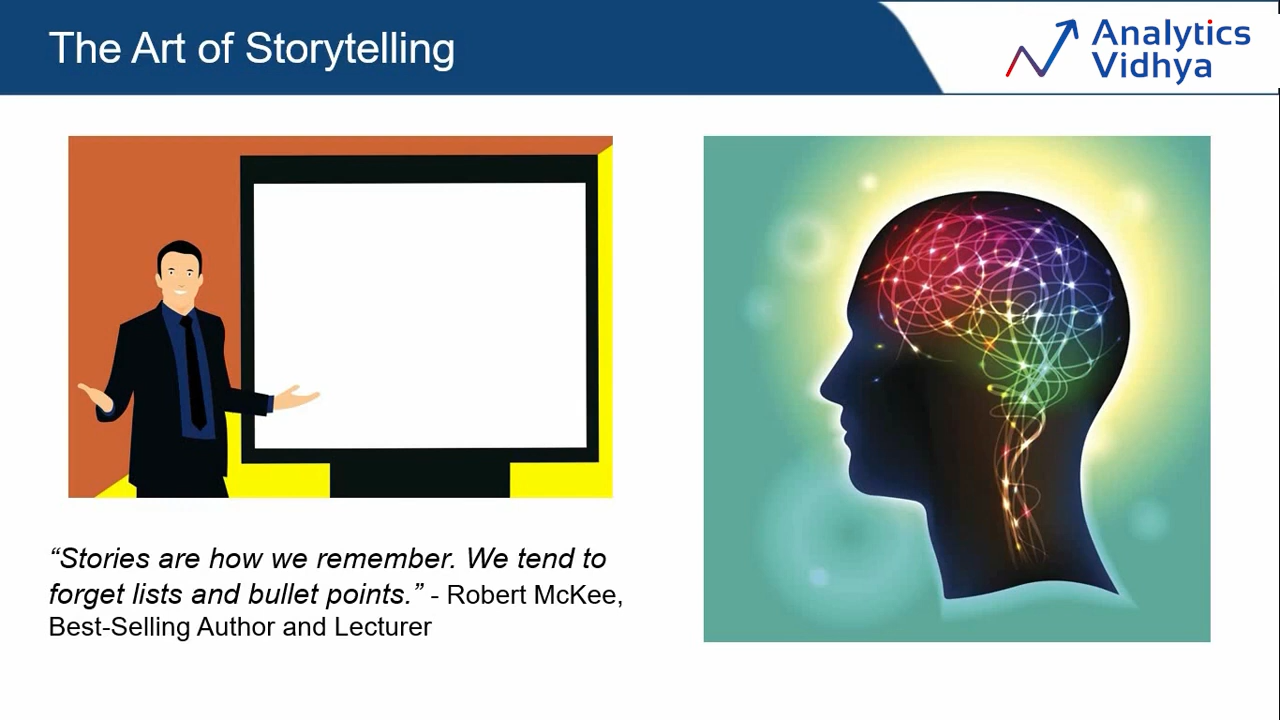 The Art of Storytelling
Analytics
Vidhya
“Stories are how we remember. We tend to
forget lists and bullet points.” - Robert McKee,
Best-Selling Author and Lecturer